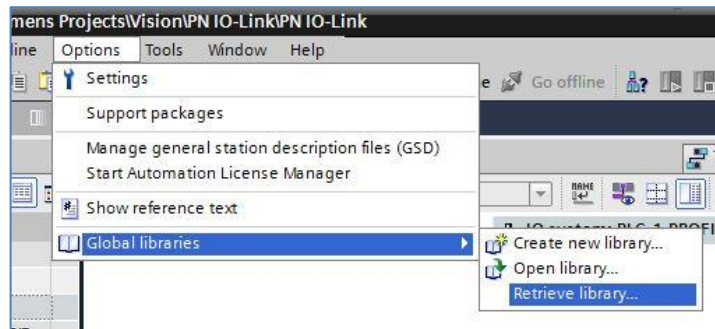 mens Projects\Vision\PN IO-Link\PN IO-Link
line Options Tools Window Help
Settings
e Go offline
Support packages
Manage general station description files (GSD)
Start Automation License Manager
NAME
Show reference text
Global libraries
Create new library...
Open library...
Retrieve library...